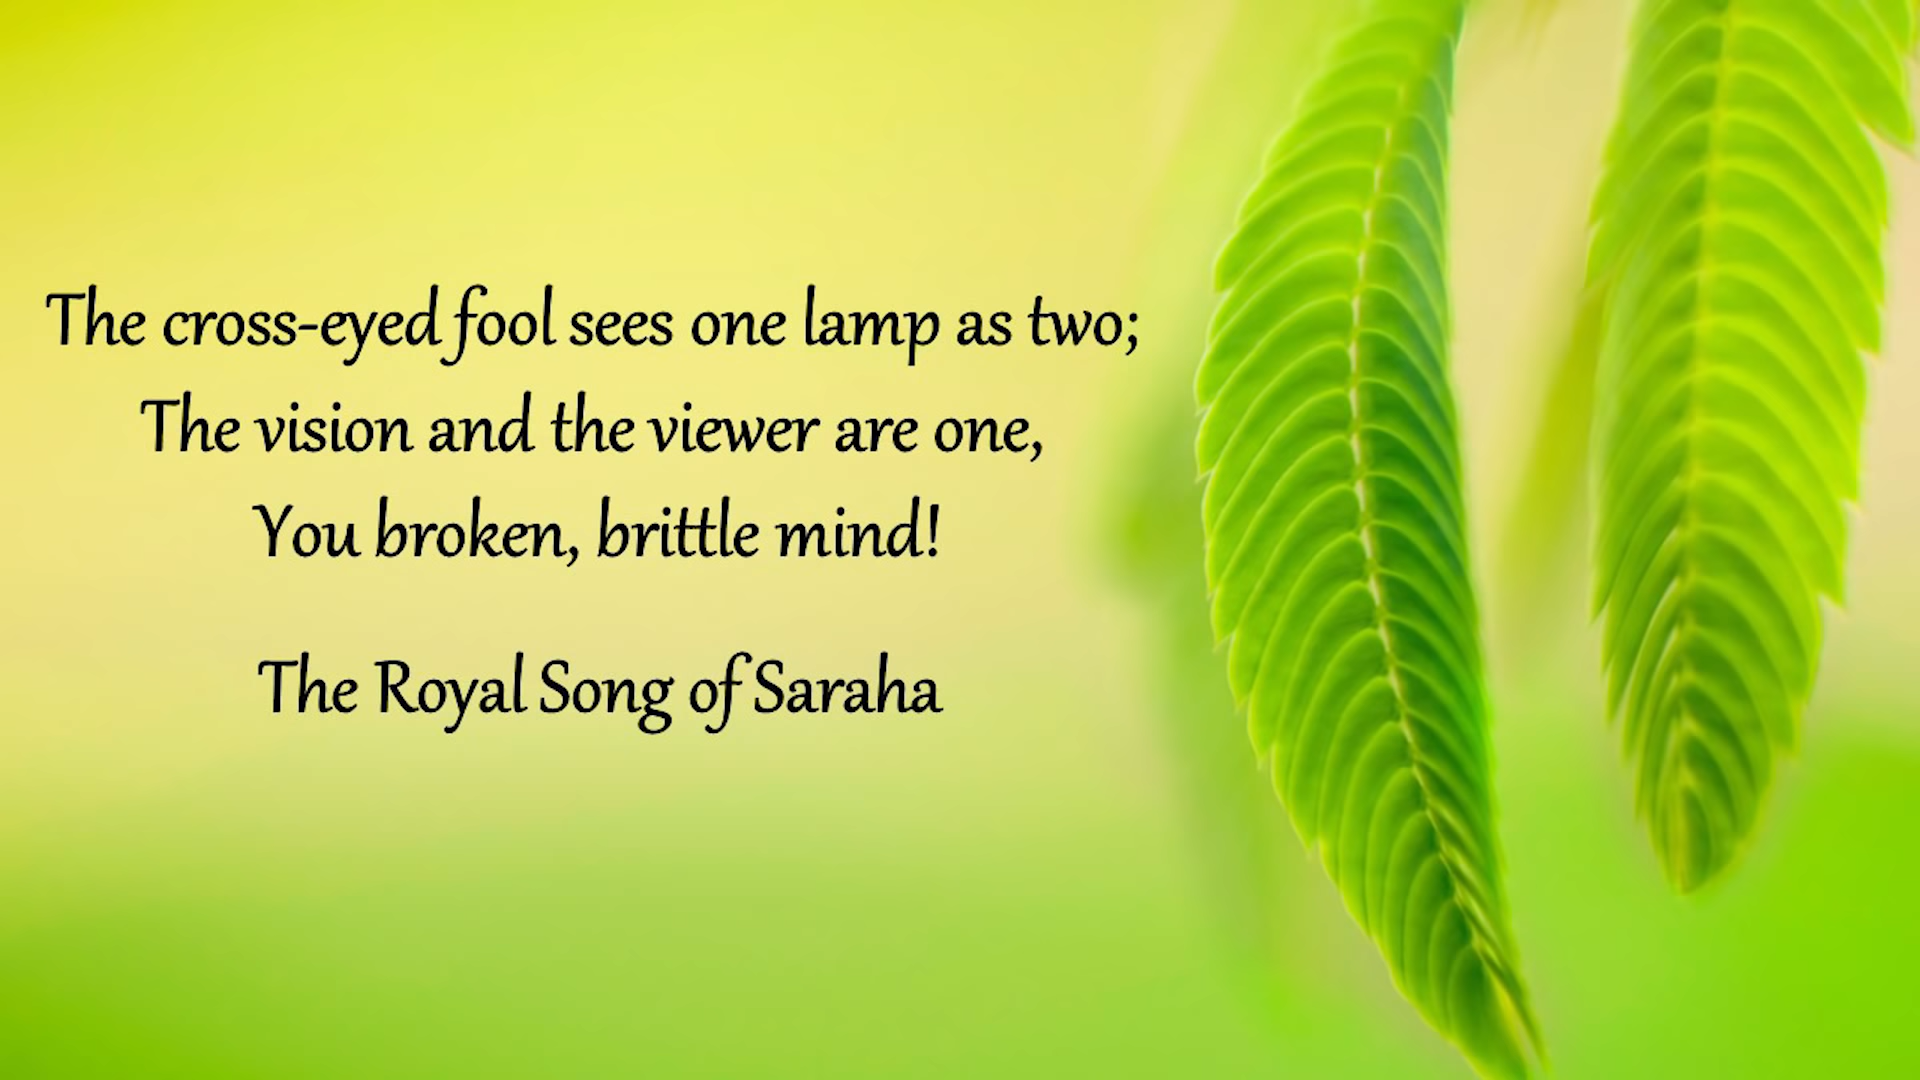 The cross-eyed fool sees one lamp as two;
The vision and the viewer are one,
You broken, brittle mind!
The Royal Song of Saraha